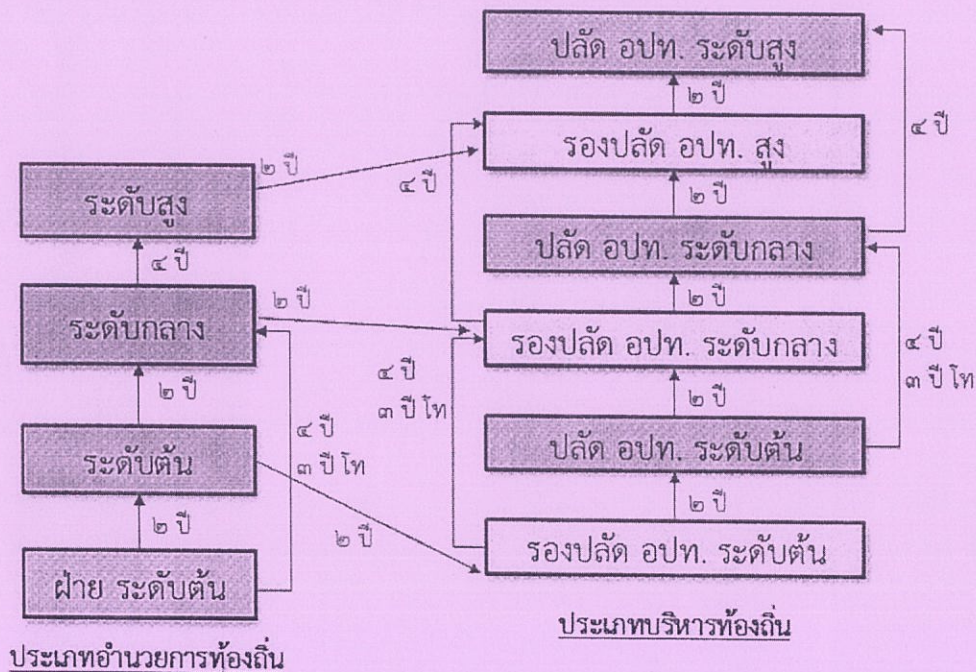 ปลัด อปท. ระดับสูง
๒ ปี
รองปลัด อปท. สูง
๔ ปี
๒ ปี
๔ ปี
๒ ปี
ระดับสูง
ปลัด อปท. ระดับกลาง
๔ ปี
๒ ปี
๒ ปี
ระดับกลาง
รองปลัด อปท. ระดับกลาง
๔ ปี
๓ ปี โท
๔ ปี
๓ ปี โท
๒ ปี
๒ ปี
๔ ปี
๓ ปี โท
ระดับต้น
ปลัด อปท. ระดับต้น
๒ ปี
๒ ปี
๒ ปี
ฝ่าย ระดับต้น
รองปลัด อปท. ระดับต้น
ประเภทอำนวยการท้องถิ่น
ประเภทบริหารท้องถิ่น